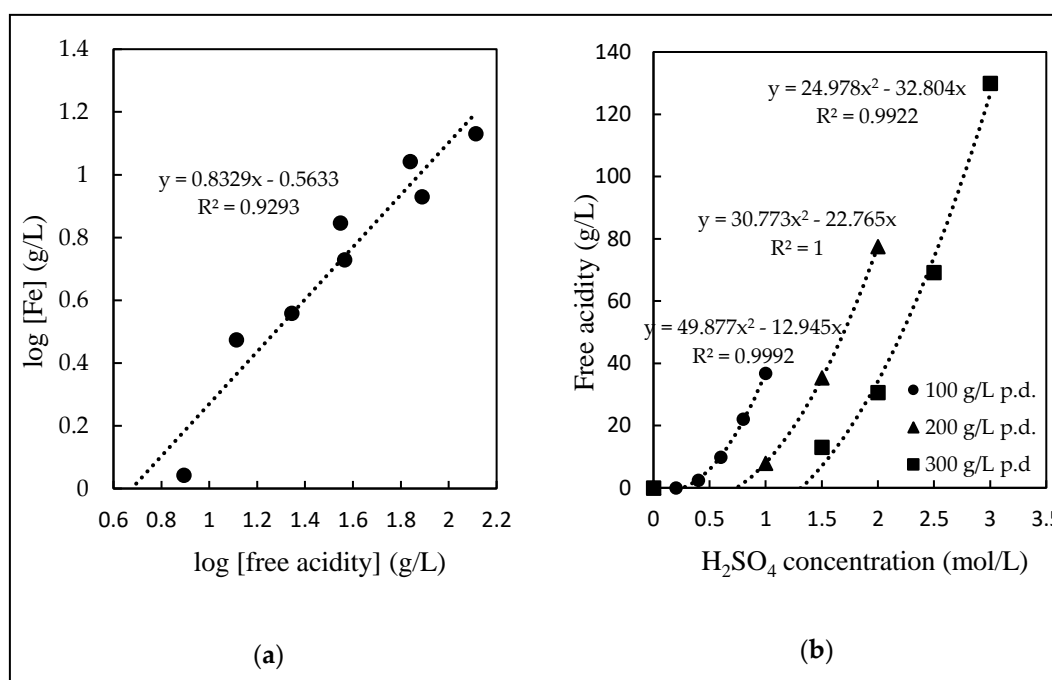 1.4
1.2
1
0.8
0.6
0.4
0.2
0
0.6 0.8 1 1.2 1.4 1.6 1.8 2 2.2
log [Fe] (g/L)
log [free acidity] (g/L)
y = 0.8329x - 0.5633
R² = 0.9293
(a)
140
120
100
80
60
40
20
0
0 0.5 1 1.5 2 2.5 3 3.5
Free acidity (g/L)
H₂SO₄ concentration (mol/L)
y = 24.978x² - 32.804x
R² = 0.9922
y = 30.773x² - 22.765x
R² = 1
y = 49.877x² - 12.945x
R² = 0.9992
100 g/L p.d.
200 g/L p.d.
300 g/L p.d
(b)